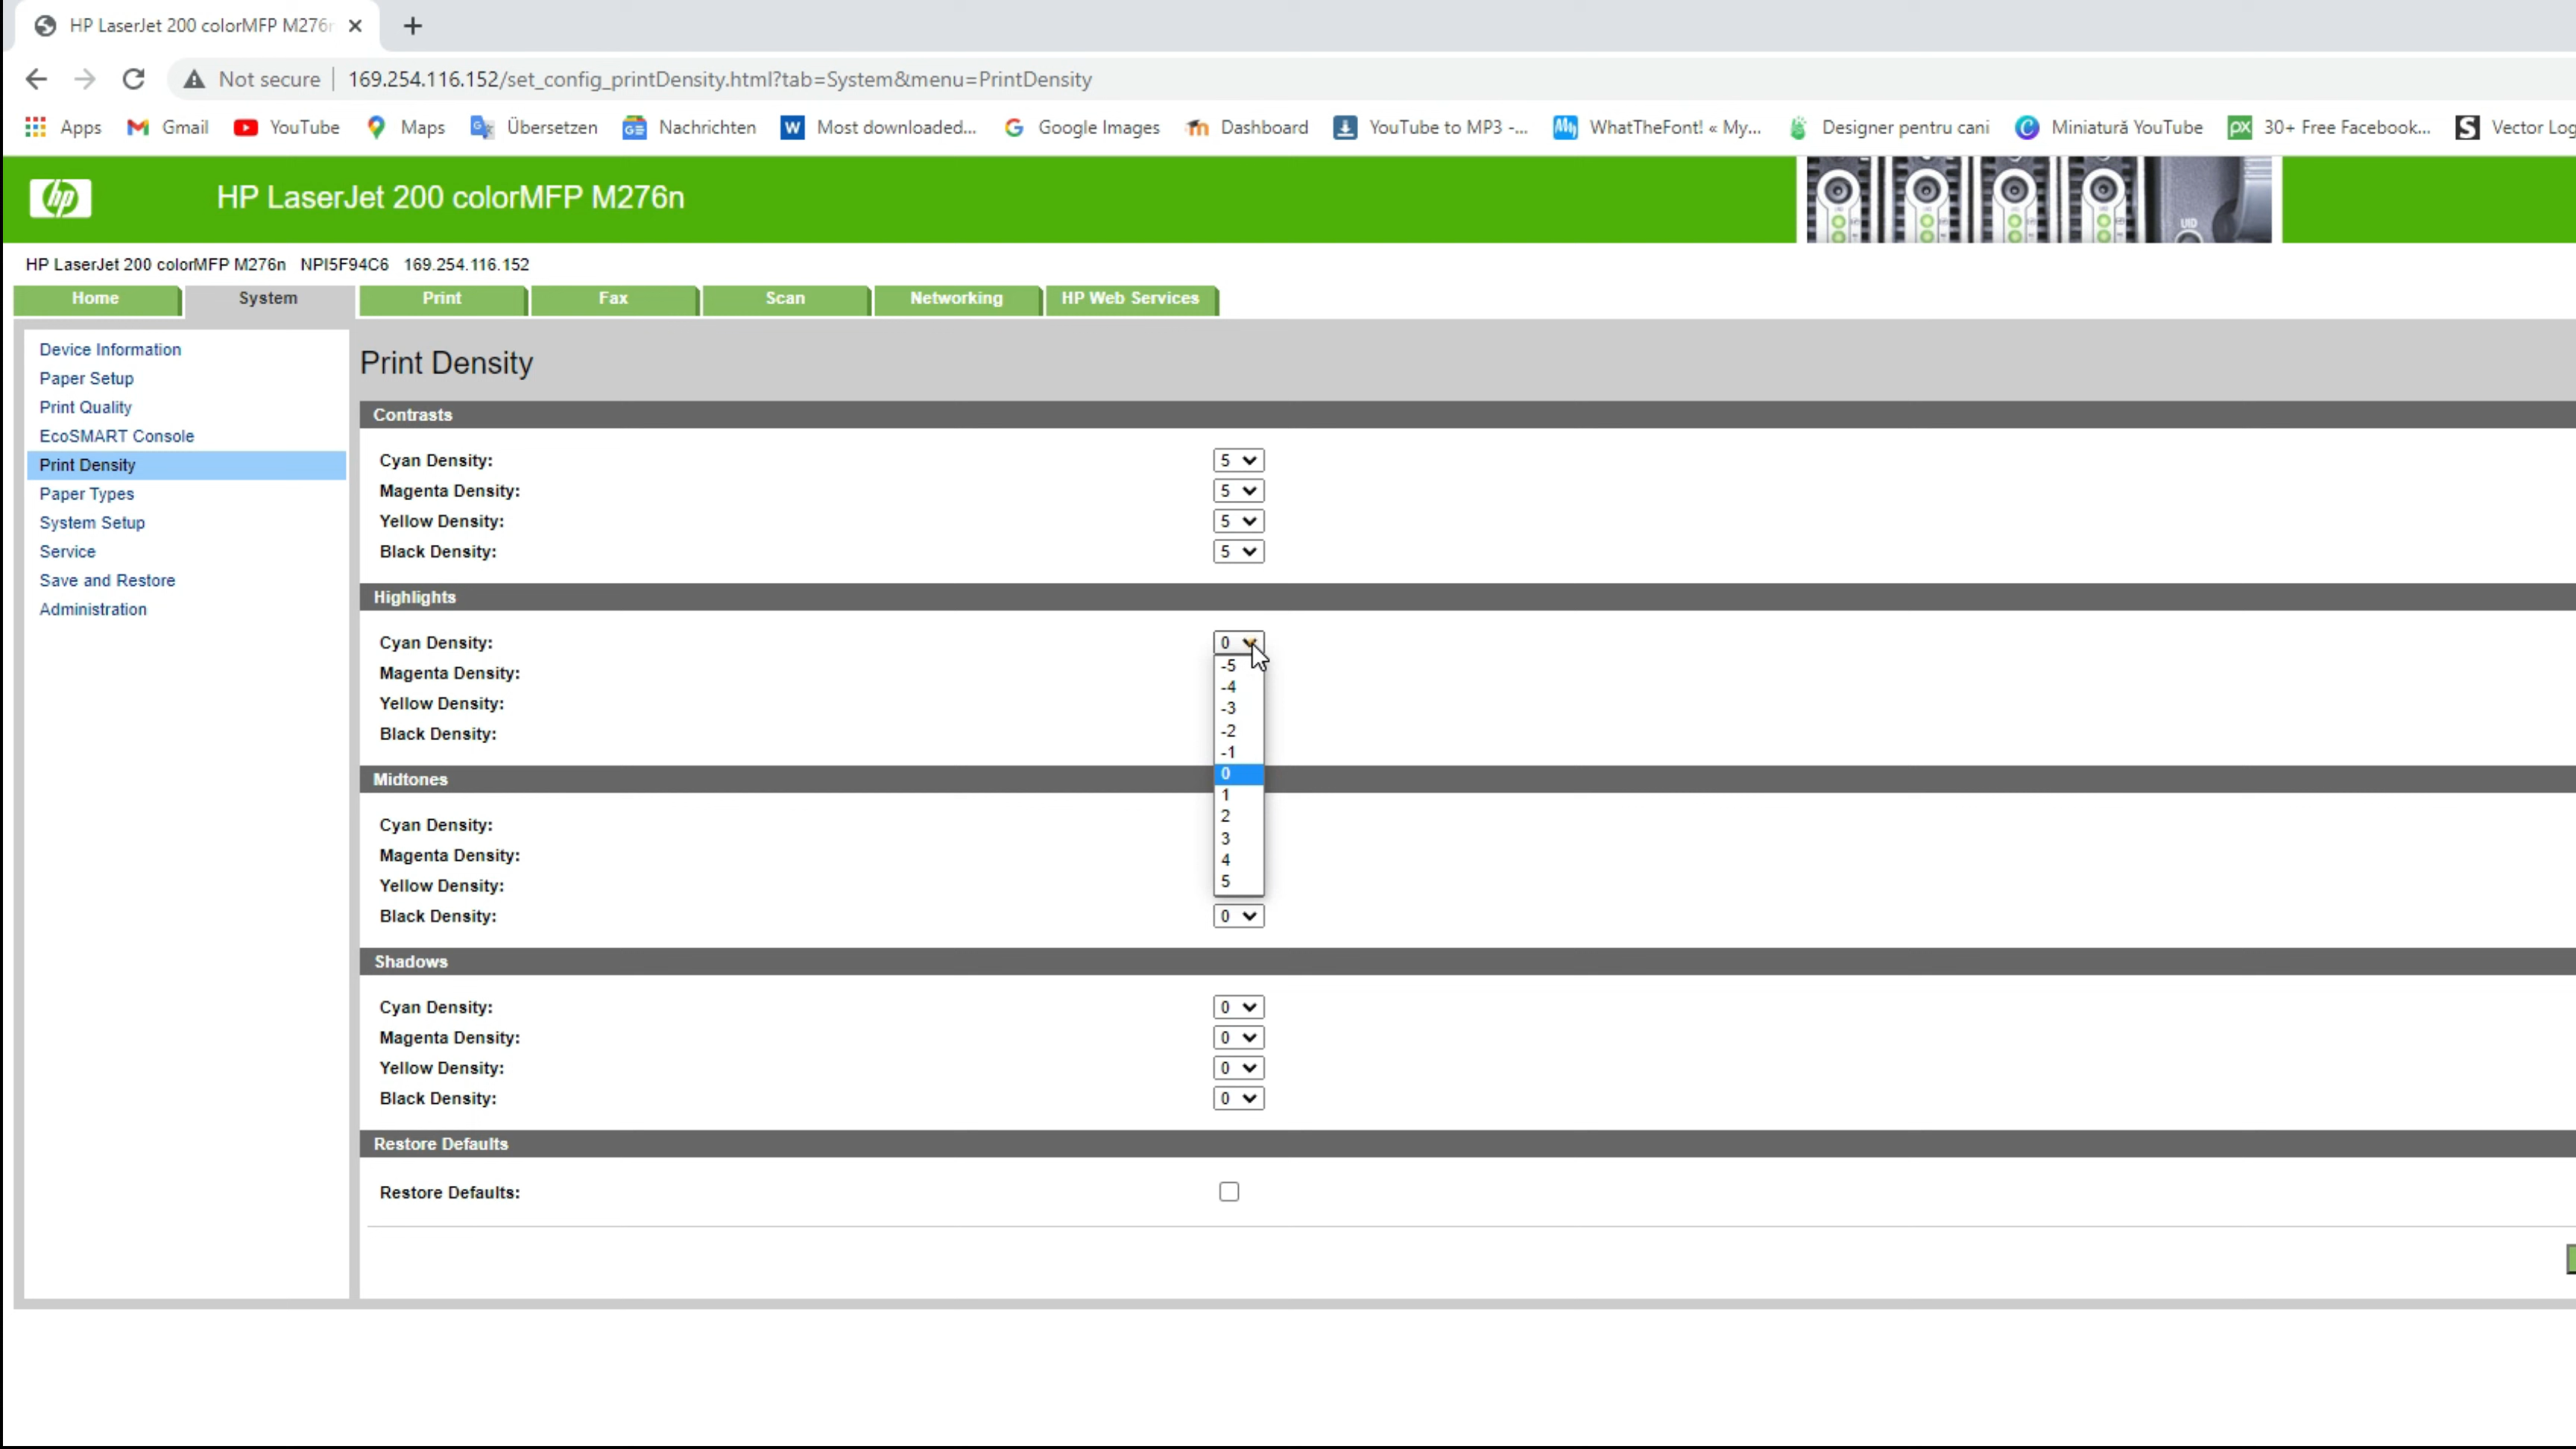 HP LaserJet 200 colorMFP M276n
Not secure 169.254.116.152/set_config_printDensity.html?tab=System&menu=PrintDensity
Apps Gmail YouTube Maps Übersetzen Nachrichten Most downloaded... Google Images Dashboard YouTube to MP3 -... WhatTheFont! « My... Designer pentru cani Miniatură YouTube 30+ Free Facebook... Vector Log
hp HP LaserJet 200 colorMFP M276n
UID
HP LaserJet 200 colorMFP M276n NPI5F94C6 169.254.116.152
Home System Print Fax Scan Networking HP Web Services
Device Information
Paper Setup
Print Quality
EcoSMART Console
Print Density
Paper Types
System Setup
Service
Save and Restore
Administration
Print Density
Contrasts
Cyan Density: 5
Magenta Density: 5
Yellow Density: 5
Black Density: 5
Highlights
Cyan Density: 0
Magenta Density:
Yellow Density:
Black Density:
-5
-4
-3
-2
-1
0
1
2
3
4
5
Midtones
Cyan Density:
Magenta Density:
Yellow Density:
Black Density: 0
Shadows
Cyan Density: 0
Magenta Density: 0
Yellow Density: 0
Black Density: 0
Restore Defaults
Restore Defaults: